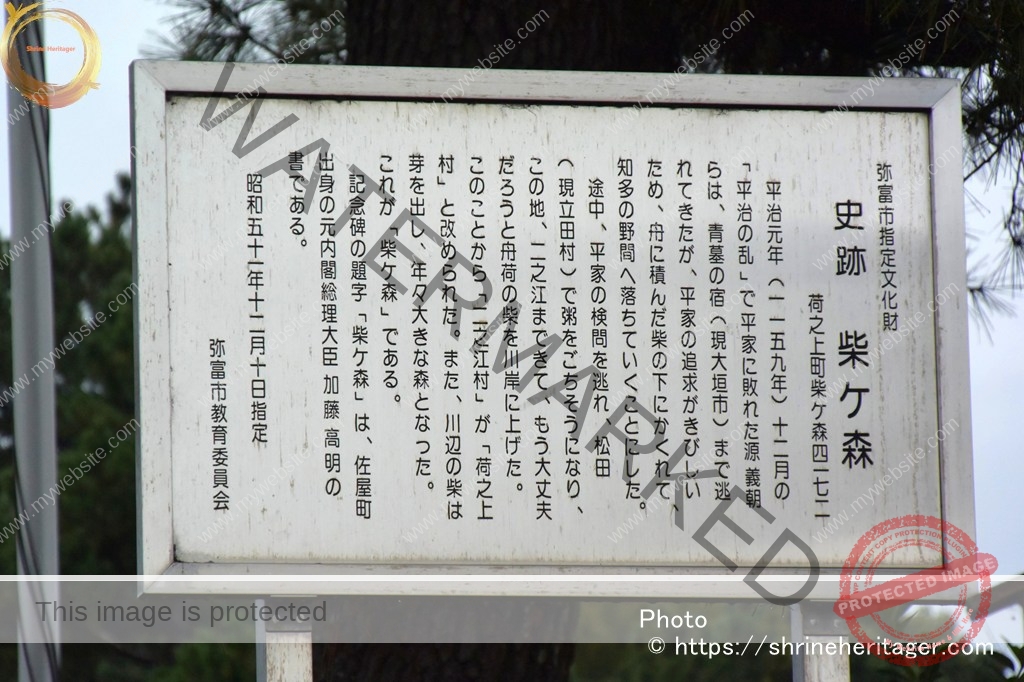 弥富市指定文化財
史跡 柴ケ森
荷之上町柴ケ森四一七二
平治元年(一一五九年)十二月の
「平治の乱」で平家に敗れた源 義朝
らは、青墓の宿(現大垣市)まで逃
れてきたが、平家の追求がきびしい
ため、舟に積んだ柴の下にかくれて、
知多の野間へ落ちていくことにした。
途中、平家の検問を逃れ、松田
(現立田村)で粥をごちそうになり、
この地、二之江まできて、もう大丈夫
だろうと舟荷の柴を川岸に上げた。
このことから「二之江村」が「荷之上
村」と改められた。また、川辺の柴は
芽を出し、年々大きな森となった。
これが「柴ケ森」である。
記念碑の題字「柴ケ森」は、佐屋町
出身の元内閣総理大臣 加藤 高明の
書である。
昭和五十一年十二月十日指定
弥富市教育委員会
Shrine Heritager
WATERMARKED
www.mywebsite.com
This image is protected
Photo
© https://shrineheritager.com
PROTECTED IMAGE